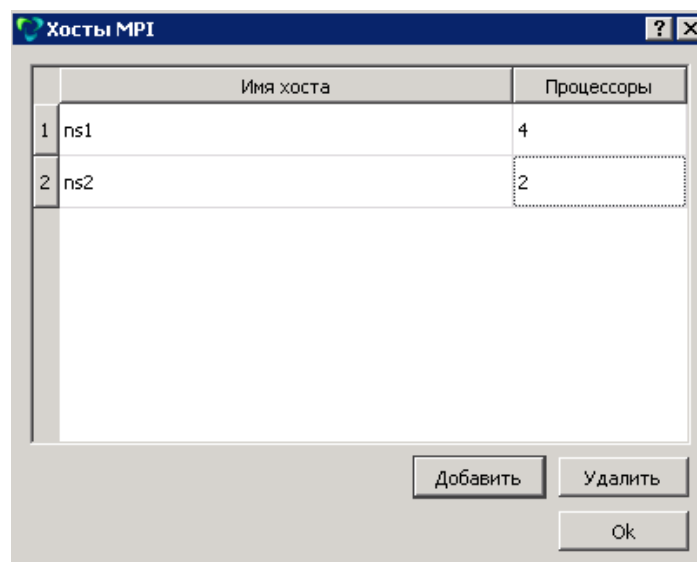 Хосты MPI
Имя хоста Процессоры
1 ns1 4
2 ns2 2
Добавить Удалить
Ok